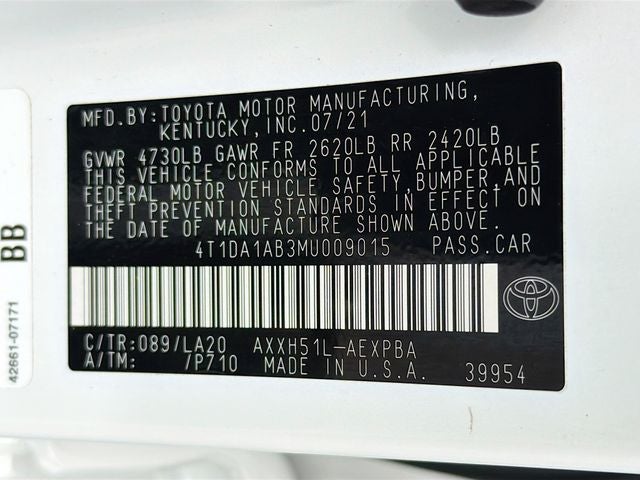 MFD.BY:TOYOTA MOTOR MANUFACTURING,
KENTUCKY,INC.07/21
GVWR 4730LB GAWR FR 2620LB RR 2420LB
THIS VEHICLE CONFORMS TO ALL APPLICABLE
FEDERAL MOTOR VEHICLE SAFETY,BUMPER,AND
THEFT PREVENTION STANDARDS IN EFFECT ON
THE DATE OF MANUFACTURE SHOWN ABOVE.
4T1DA1AB3MU009015 PASS.CAR
C/TR:089/LA20 AXXH51L-AEXPBA
A/TM: /P710 MADE IN U.S.A. 39954
BB
42661-07171